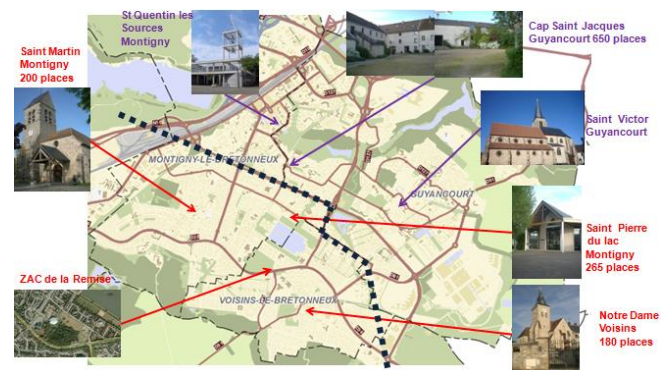 St Quentin les
Sources
Montigny
Cap Saint Jacques
Guyancourt 650 places
Saint Martin
Montigny
200 places
Saint Victor
Guyancourt
MONTIGNY-LE-BRETONNEUX
GUYANCOURT
Saint Pierre
du lac
Montigny
265 places
ZAC de la Remise
VOISINS-LE-BRETONNEUX
Notre Dame
Voisins
180 places